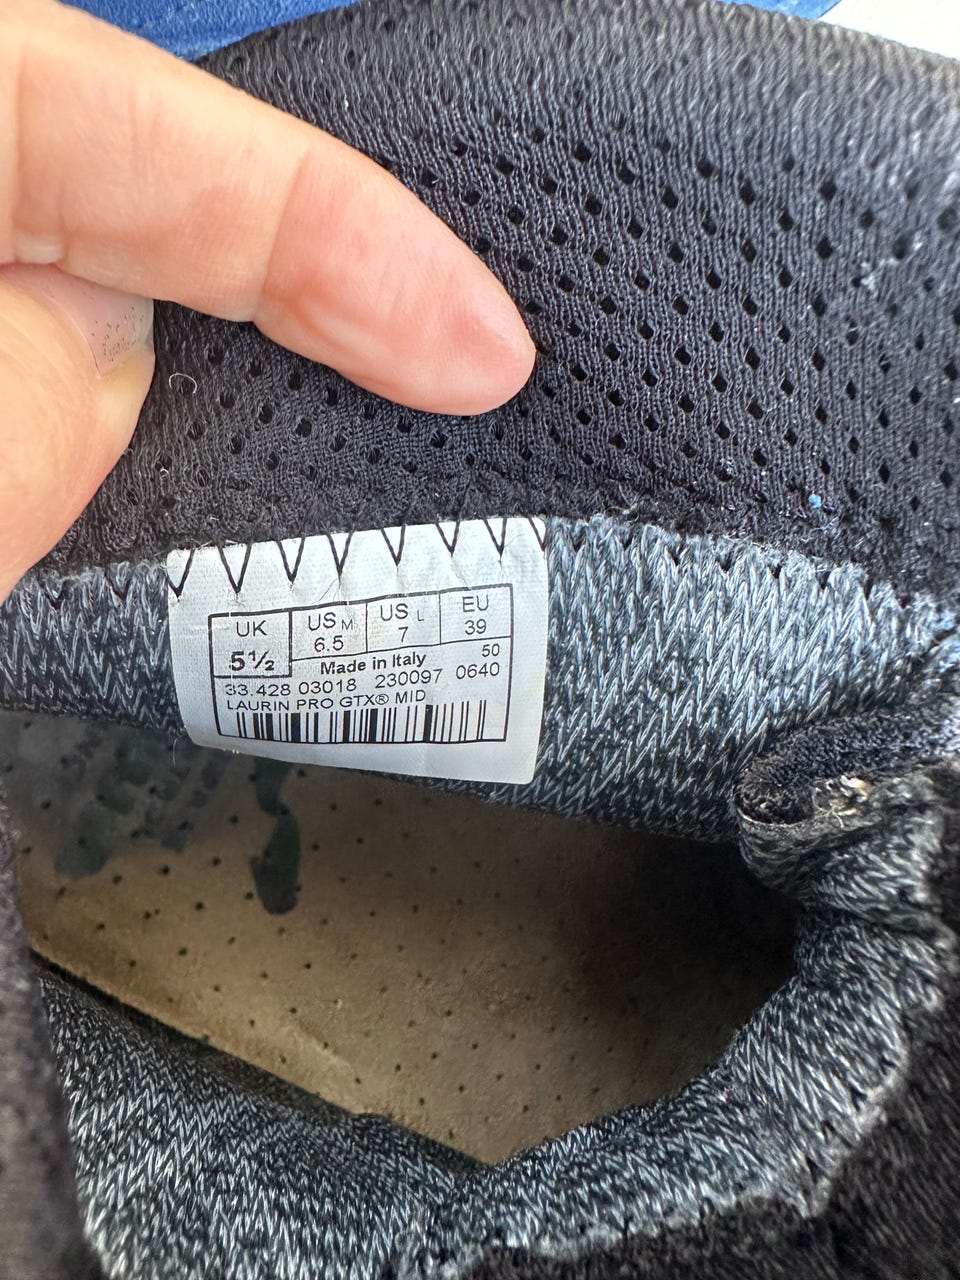 UK US M US L EU
5½ 6.5 7 39
Made in Italy 50
33.428 03018 230097 0640
LAURIN PRO GTX® MID